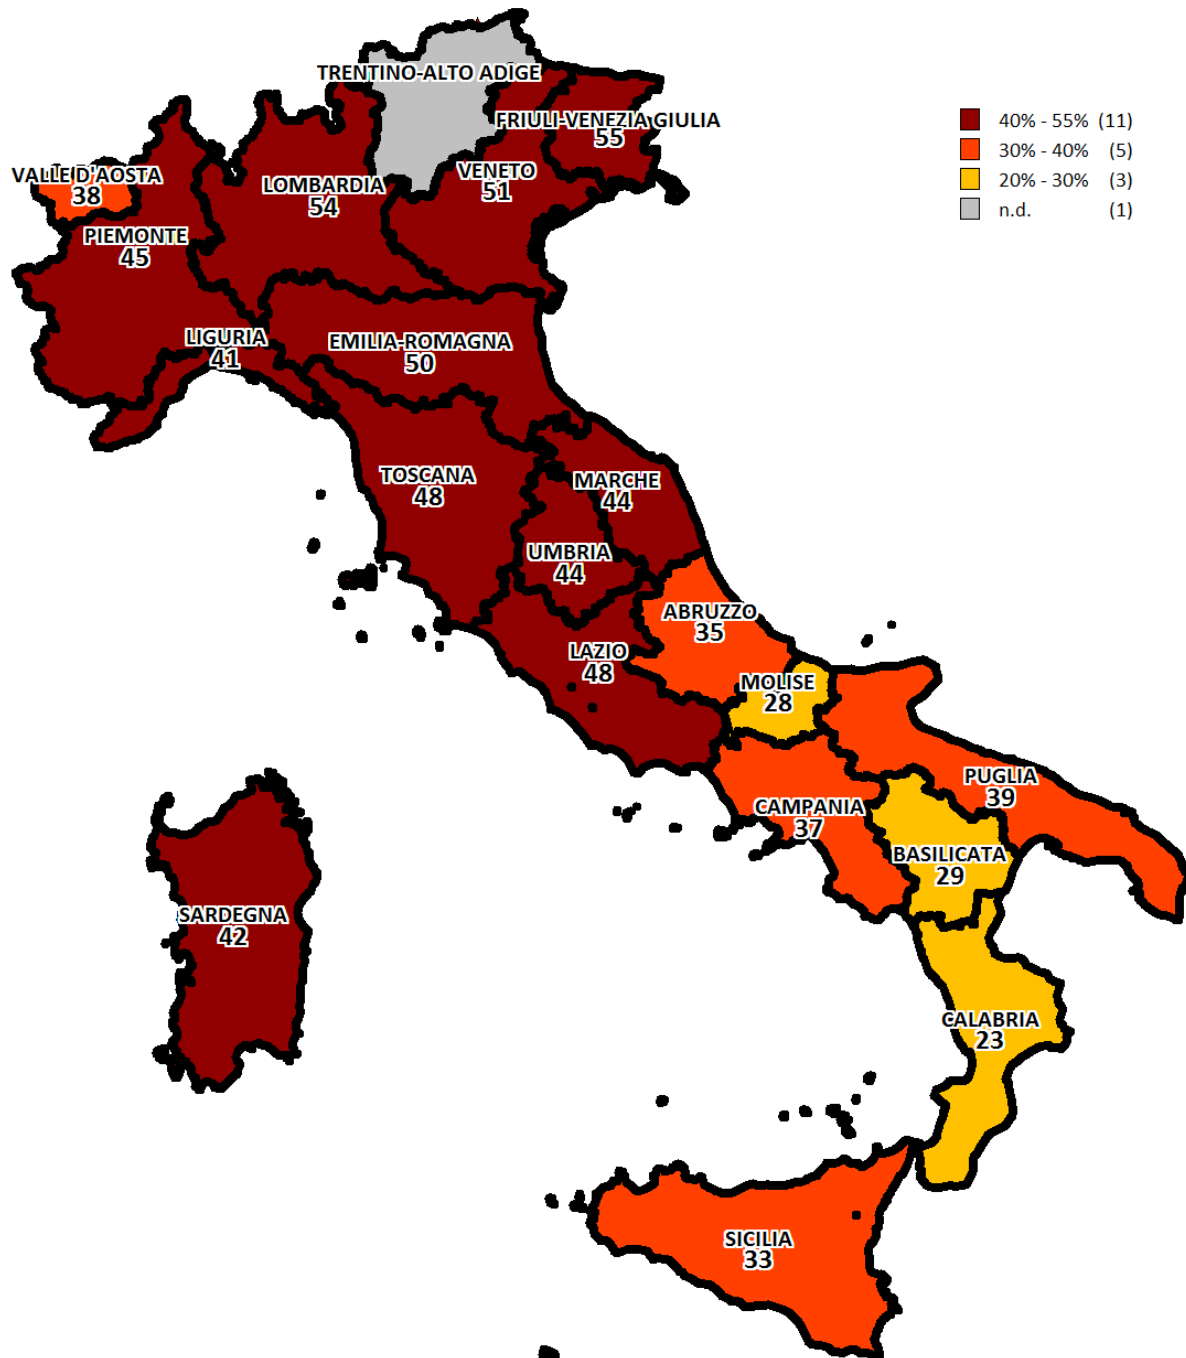 TRENTINO-ALTO ADIGE
FRIULI-VENEZIA GIULIA
55
40% - 55% (11)
30% - 40% (5)
20% - 30% (3)
n.d. (1)
VALLE D'AOSTA
38
LOMBARDIA
54
VENETO
51
PIEMONTE
45
LIGURIA
41
EMILIA-ROMAGNA
50
TOSCANA
48
MARCHE
44
UMBRIA
44
ABRUZZO
35
LAZIO
48
MOLISE
28
PUGLIA
39
CAMPANIA
37
BASILICATA
29
SARDEGNA
42
CALABRIA
23
SICILIA
33